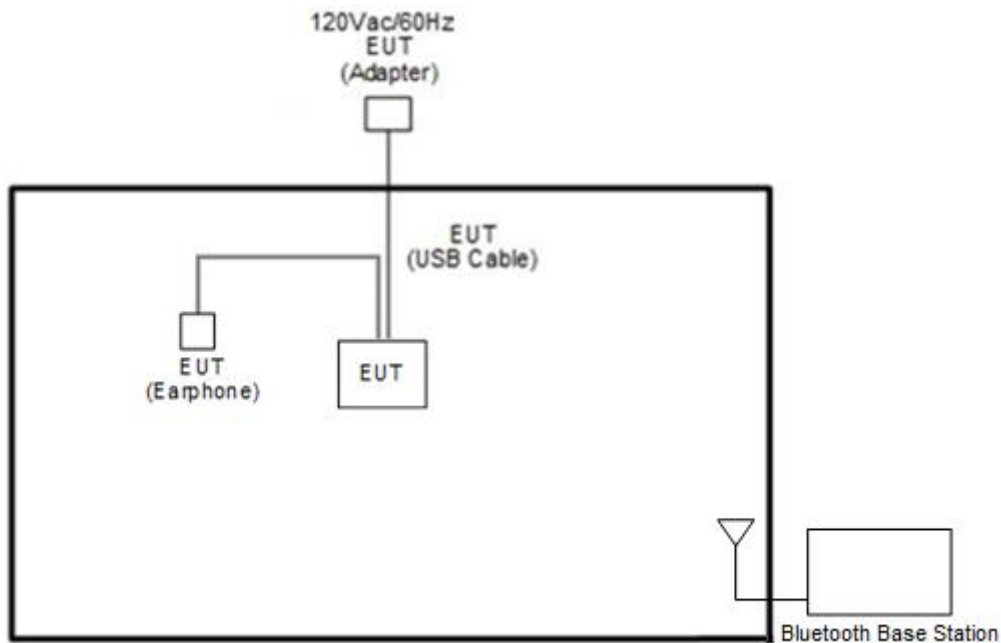 120Vac/60Hz
EUT
(Adapter)
EUT
(USB Cable)
EUT
(Earphone)
EUT
Bluetooth Base Station